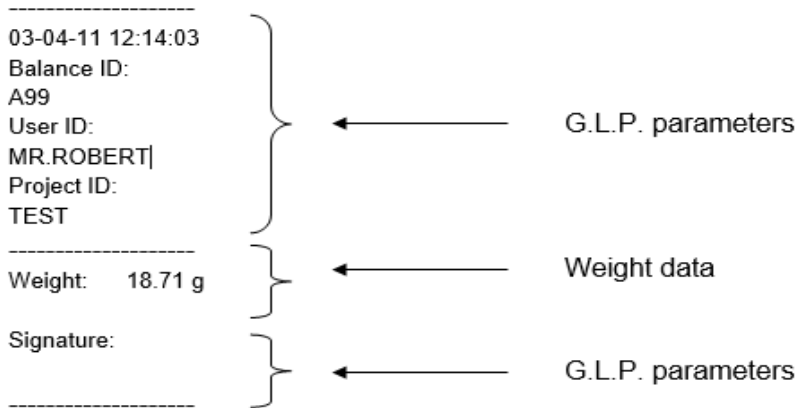 --------------------
03-04-11 12:14:03
Balance ID:
A99
User ID:
MR.ROBERT
Project ID:
TEST
G.L.P. parameters
--------------------
Weight: 18.71 g
Weight data
Signature:
G.L.P. parameters
--------------------